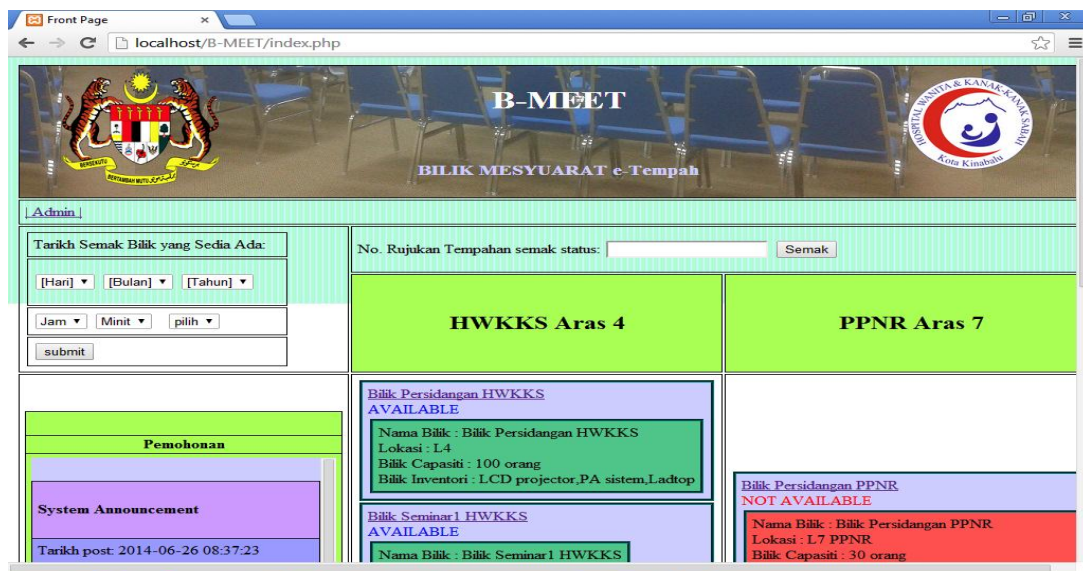 Front Page
localhost/B-MEET/index.php
B-MEET
BILIK MESYUARAT e-Tempah
BERSEKUTU
BERTAMBAH MUTU
HOSPITAL WANITA & KANAK-KANAK SABAH
Kota Kinabalu
| Admin |
Tarikh Semak Bilik yang Sedia Ada:
[Hari] [Bulan] [Tahun]
Jam Minit pilih
submit
No. Rujukan Tempahan semak status: Semak
HWKKS Aras 4
PPNR Aras 7
Pemohonan
System Announcement
Tarikh post: 2014-06-26 08:37:23
Bilik Persidangan HWKKS
AVAILABLE
Nama Bilik : Bilik Persidangan HWKKS
Lokasi : L4
Bilik Capasiti : 100 orang
Bilik Inventori : LCD projector,PA sistem,Ladtop
Bilik Seminar1 HWKKS
AVAILABLE
Nama Bilik : Bilik Seminar1 HWKKS
Bilik Persidangan PPNR
NOT AVAILABLE
Nama Bilik : Bilik Persidangan PPNR
Lokasi : L7 PPNR
Bilik Capasiti : 30 orang